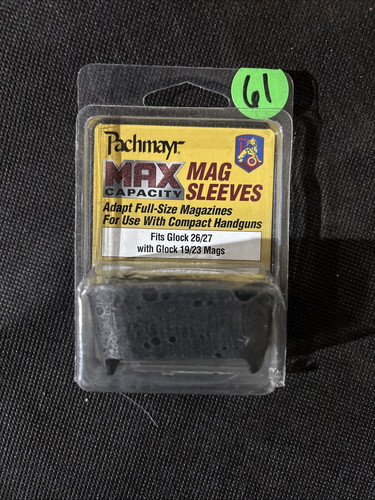 61
Pachmayr
MAX
CAPACITY
MAG
SLEEVES
Adapt Full-Size Magazines
For Use With Compact Handguns
Fits Glock 26/27
with Glock 19/23 Mags